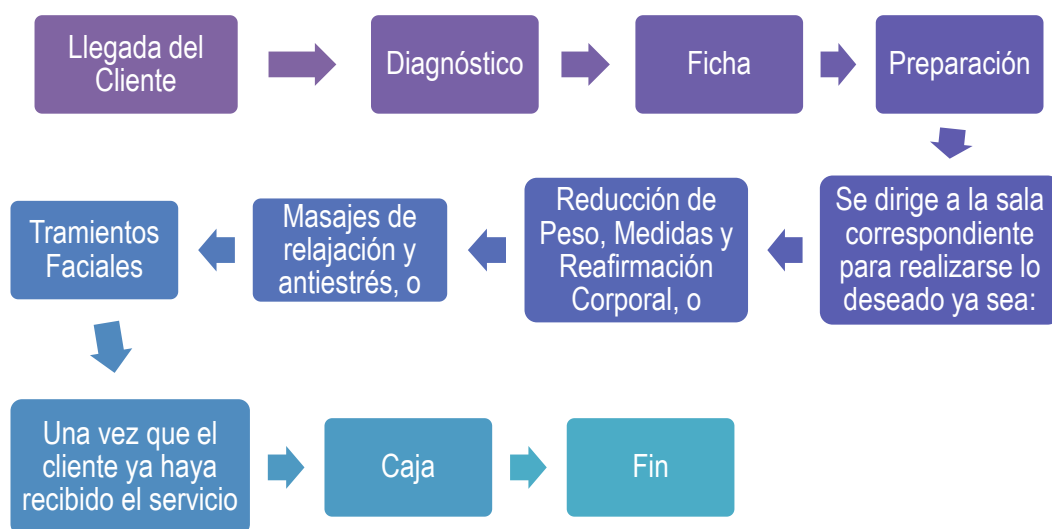 Llegada del
Cliente
Diagnóstico
Ficha
Preparación
Se dirige a la sala
correspondiente
para realizarse lo
deseado ya sea:
Reducción de
Peso, Medidas y
Reafirmación
Corporal, o
Masajes de
relajación y
antiestrés, o
Tramientos
Faciales
Una vez que el
cliente ya haya
recibido el servicio
Caja
Fin